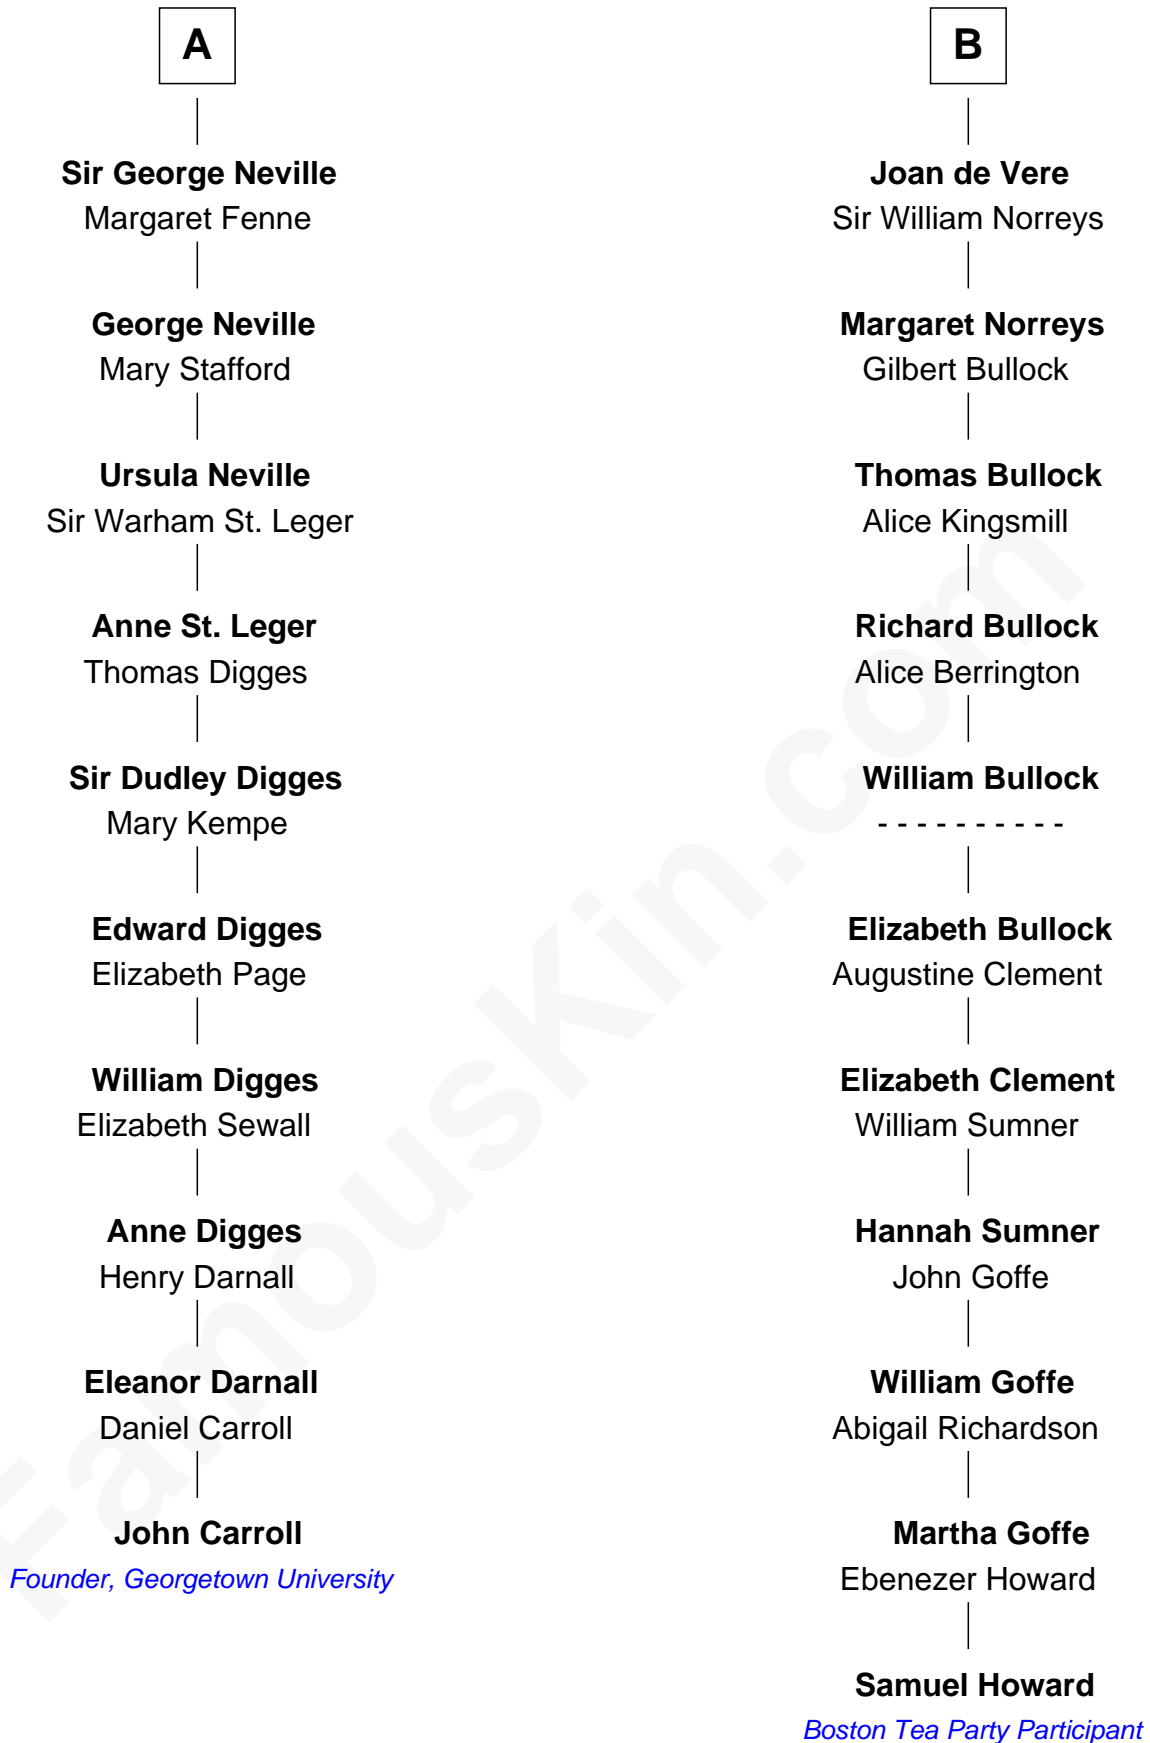 A
Sir George Neville
Margaret Fenne
George Neville
Mary Stafford
Ursula Neville
Sir Warham St. Leger
Anne St. Leger
Thomas Digges
Sir Dudley Digges
Mary Kempe
Edward Digges
Elizabeth Page
William Digges
Elizabeth Sewall
Anne Digges
Henry Darnall
Eleanor Darnall
Daniel Carroll
John Carroll
Founder, Georgetown University
B
Joan de Vere
Sir William Norreys
Margaret Norreys
Gilbert Bullock
Thomas Bullock
Alice Kingsmill
Richard Bullock
Alice Berrington
William Bullock
- - - - - - - - - -
Elizabeth Bullock
Augustine Clement
Elizabeth Clement
William Sumner
Hannah Sumner
John Goffe
William Goffe
Abigail Richardson
Martha Goffe
Ebenezer Howard
Samuel Howard
Boston Tea Party Participant
FamousKin.com